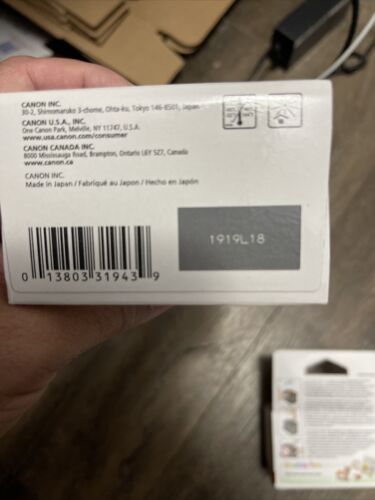 CANON INC.
30-2, Shimomaruko 3-chome, Ohta-ku, Tokyo 146-8501, Japan
CANON U.S.A., INC.
One Canon Park, Melville, NY 11747, U.S.A.
www.usa.canon.com/consumer
CANON CANADA INC.
8000 Mississauga Road, Brampton, Ontario L6Y 5Z7, Canada
www.canon.ca
CANON INC.
Made in Japan / Fabriqué au Japon / Hecho en Japón
1919L18
0 13803 31943 9